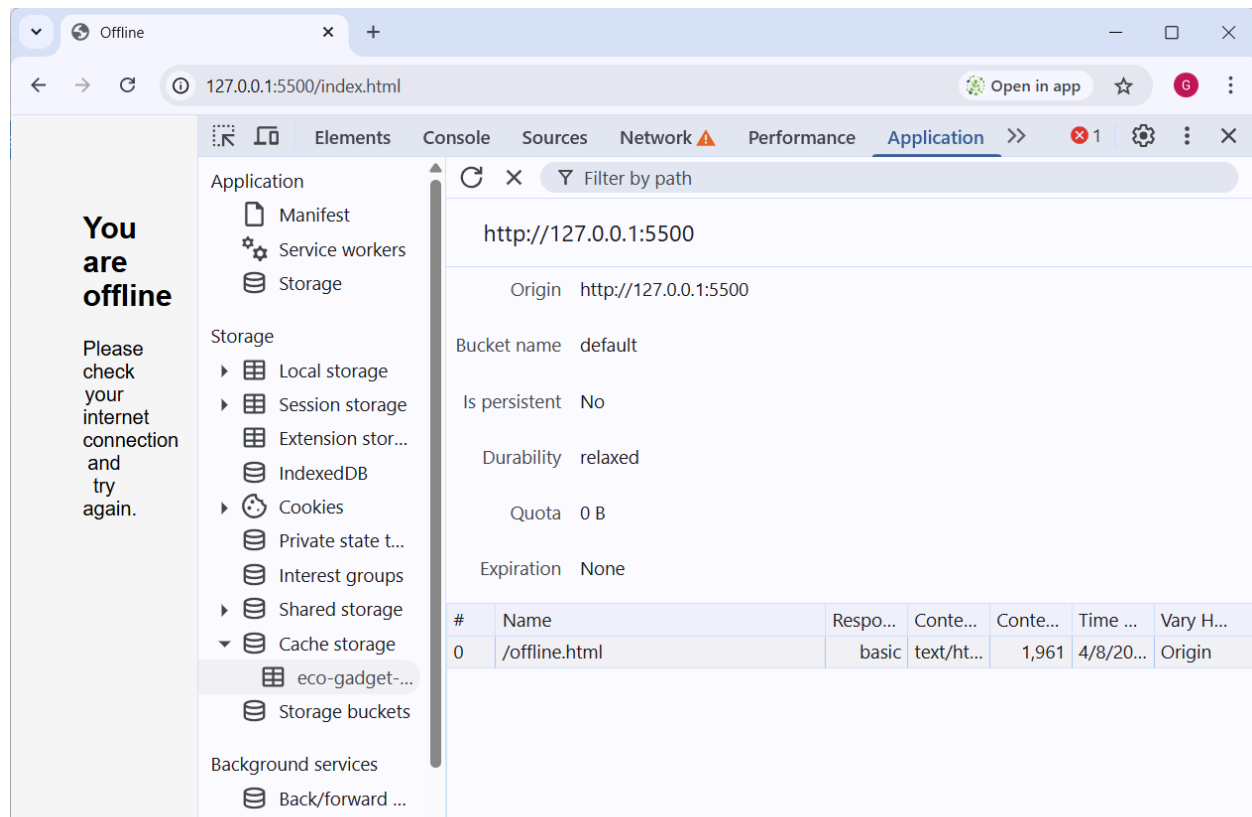 Offline
127.0.0.1:5500/index.html
Open in app
G
Elements Console Sources Network Performance Application 1
You
are
offline
Please
check
your
internet
connection
and
try
again.
Application
Manifest
Service workers
Storage
Storage
Local storage
Session storage
Extension stor...
IndexedDB
Cookies
Private state t...
Interest groups
Shared storage
Cache storage
eco-gadget-...
Storage buckets
Background services
Back/forward ...
Filter by path
http://127.0.0.1:5500
Origin http://127.0.0.1:5500
Bucket name default
Is persistent No
Durability relaxed
Quota 0 B
Expiration None
# Name Respo... Conte... Conte... Time ... Vary H...
0 /offline.html basic text/ht... 1,961 4/8/20... Origin